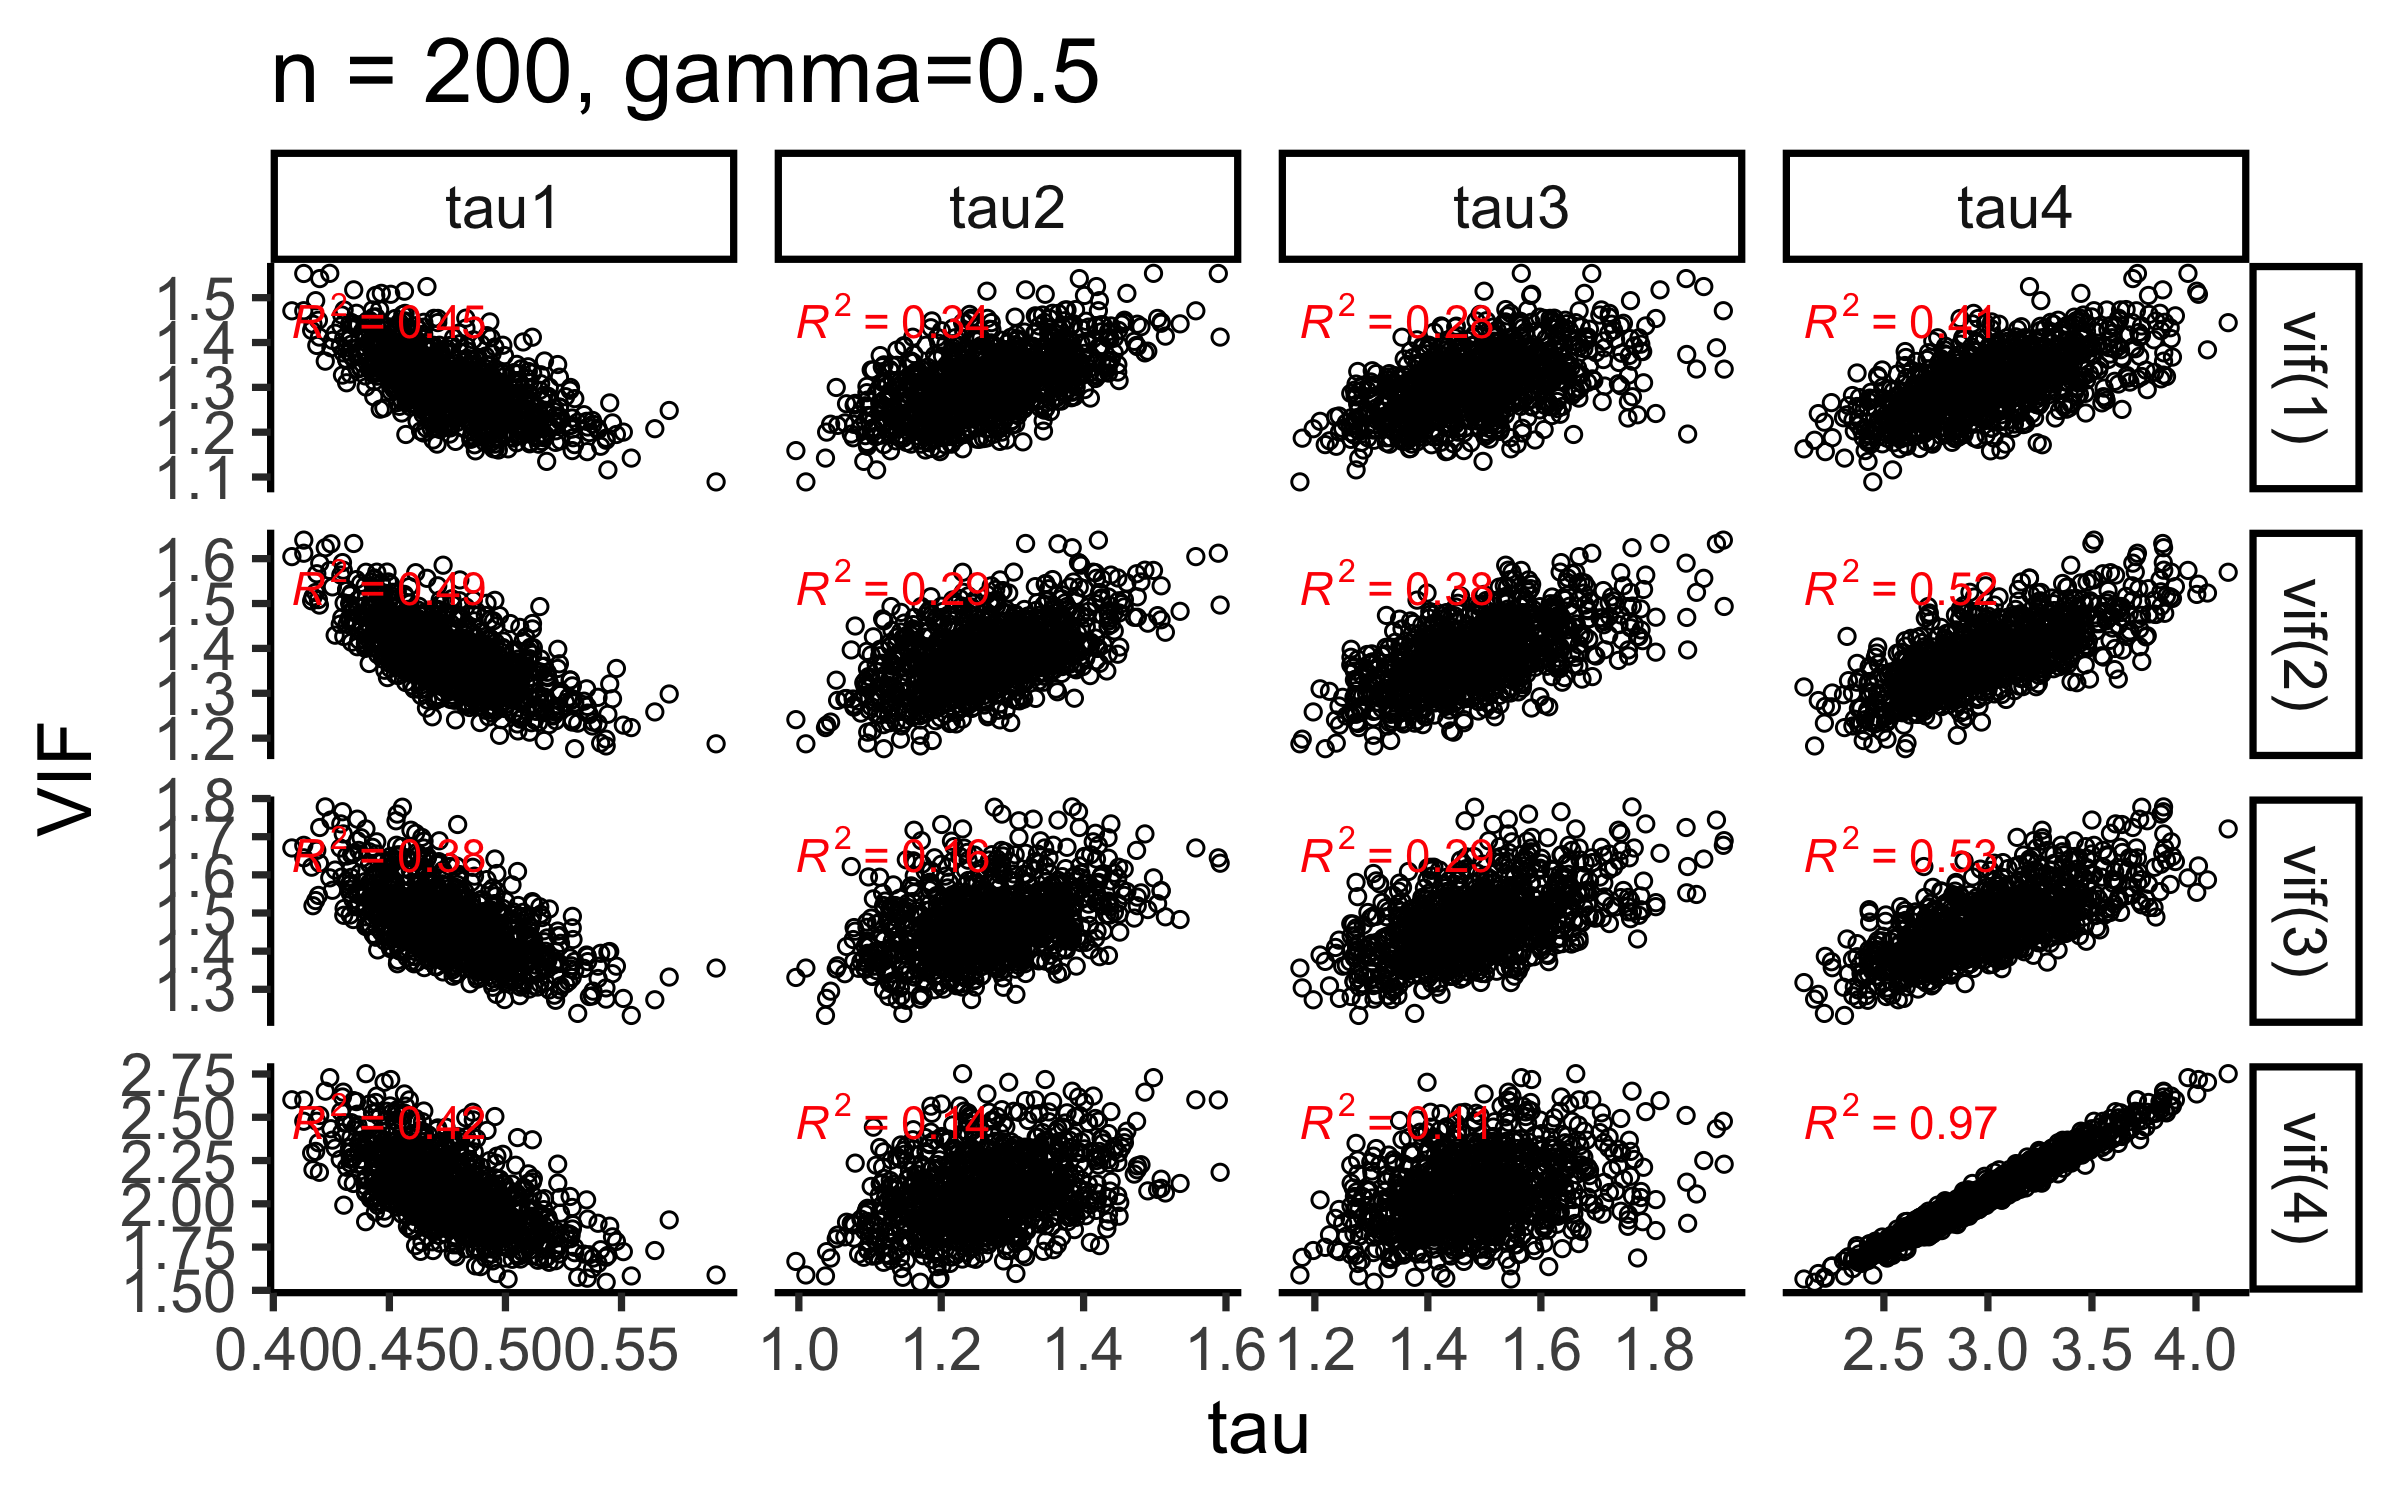 n = 200, gamma=0.5
tau1 tau2 tau3 tau4
1.5
1.4
1.3
1.2
1.1
R2 = 0.45 R2 = 0.34 R2 = 0.28 R2 = 0.41
vif(1)
1.6
1.5
1.4
1.3
1.2
R2 = 0.49 R2 = 0.29 R2 = 0.38 R2 = 0.52
vif(2)
VIF
1.8
1.7
1.6
1.5
1.4
1.3
R2 = 0.38 R2 = 0.16 R2 = 0.29 R2 = 0.53
vif(3)
2.75
2.50
2.25
2.00
1.75
1.50
R2 = 0.42 R2 = 0.14 R2 = 0.11 R2 = 0.97
vif(4)
0.40 0.45 0.50 0.55 1.0 1.2 1.4 1.6 1.2 1.4 1.6 1.8 2.5 3.0 3.5 4.0
tau